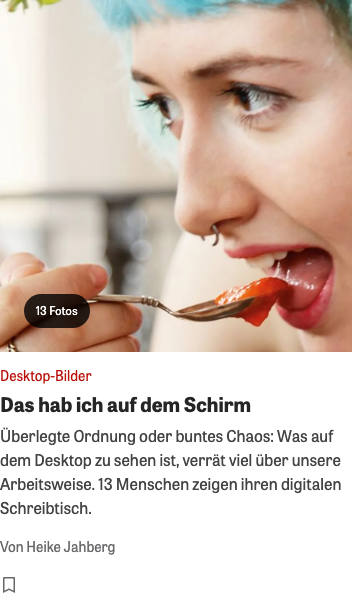 13 Fotos
Desktop-Bilder
Das hab ich auf dem Schirm
Überlegte Ordnung oder buntes Chaos: Was auf
dem Desktop zu sehen ist, verrät viel über unsere
Arbeitsweise. 13 Menschen zeigen ihren digitalen
Schreibtisch.
Von Heike Jahberg